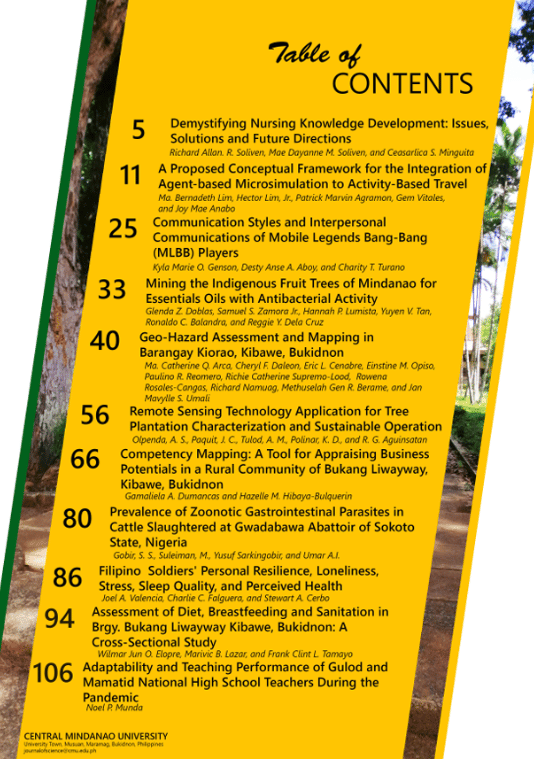 Table of
CONTENTS
5
Demystifying Nursing Knowledge Development: Issues,
Solutions and Future Directions
Richard Allan. R. Soliven, Mae Dayanne M. Soliven, and Ceasarlica S. Minguita
11
A Proposed Conceptual Framework for the Integration of
Agent-based Microsimulation to Activity-Based Travel
Ma. Bernadeth Lim, Hector Lim, Jr., Patrick Marvin Agramon, Gem Vitales,
and Joy Mae Anabo
25
Communication Styles and Interpersonal
Communications of Mobile Legends Bang-Bang
(MLBB) Players
Kyla Marie O. Genson, Desty Anse A. Aboy, and Charity T. Turano
33
Mining the Indigenous Fruit Trees of Mindanao for
Essentials Oils with Antibacterial Activity
Glenda Z. Doblas, Samuel S. Zamora Jr., Hannah P. Lumista, Yuyen V. Tan,
Ronaldo C. Balandra, and Reggie Y. Dela Cruz
40
Geo-Hazard Assessment and Mapping in
Barangay Kiorao, Kibawe, Bukidnon
Ma. Catherine Q. Arca, Cheryl F. Daleon, Eric L. Cenabre, Einstine M. Opiso,
Paulino R. Reomero, Richie Catherine Supremo-Laod, Rowena
Rosoles-Cangas, Richard Namuag, Methuselah Gen R. Berame, and Jan
Mavylle S. Umali
56
Remote Sensing Technology Application for Tree
Plantation Characterization and Sustainable Operation
Olpenda, A. S., Paquit, J. C., Tulod, A. M., Polinar, K. D., and R. G. Aguinsatan
66
Competency Mapping: A Tool for Appraising Business
Potentials in a Rural Community of Bukang Liwayway,
Kibawe, Bukidnon
Gamaliela A. Dumancas and Hazelle M. Hibaya-Bulquerin
80
Prevalence of Zoonotic Gastrointestinal Parasites in
Cattle Slaughtered at Gwadabawa Abattoir of Sokoto
State, Nigeria
Gobir, S. S., Suleiman, M., Yusuf Sarkingobir, and Umar A.I.
86
Filipino Soldiers' Personal Resilience, Loneliness,
Stress, Sleep Quality, and Perceived Health
Joel A. Valencia, Charlie C. Falguera, and Stewart A. Cerbo
94
Assessment of Diet, Breastfeeding and Sanitation in
Brgy. Bukang Liwayway Kibawe, Bukidnon: A
Cross-Sectional Study
Wilmar Jun O. Elopre, Marivic B. Lazar, and Frank Clint L. Tamayo
106
Adaptability and Teaching Performance of Gulod and
Mamatid National High School Teachers During the
Pandemic
Noel P. Munda
CENTRAL MINDANAO UNIVERSITY
University Town, Musuan, Maramag, Bukidnon, Philippines
journalofscience@cmu.edu.ph